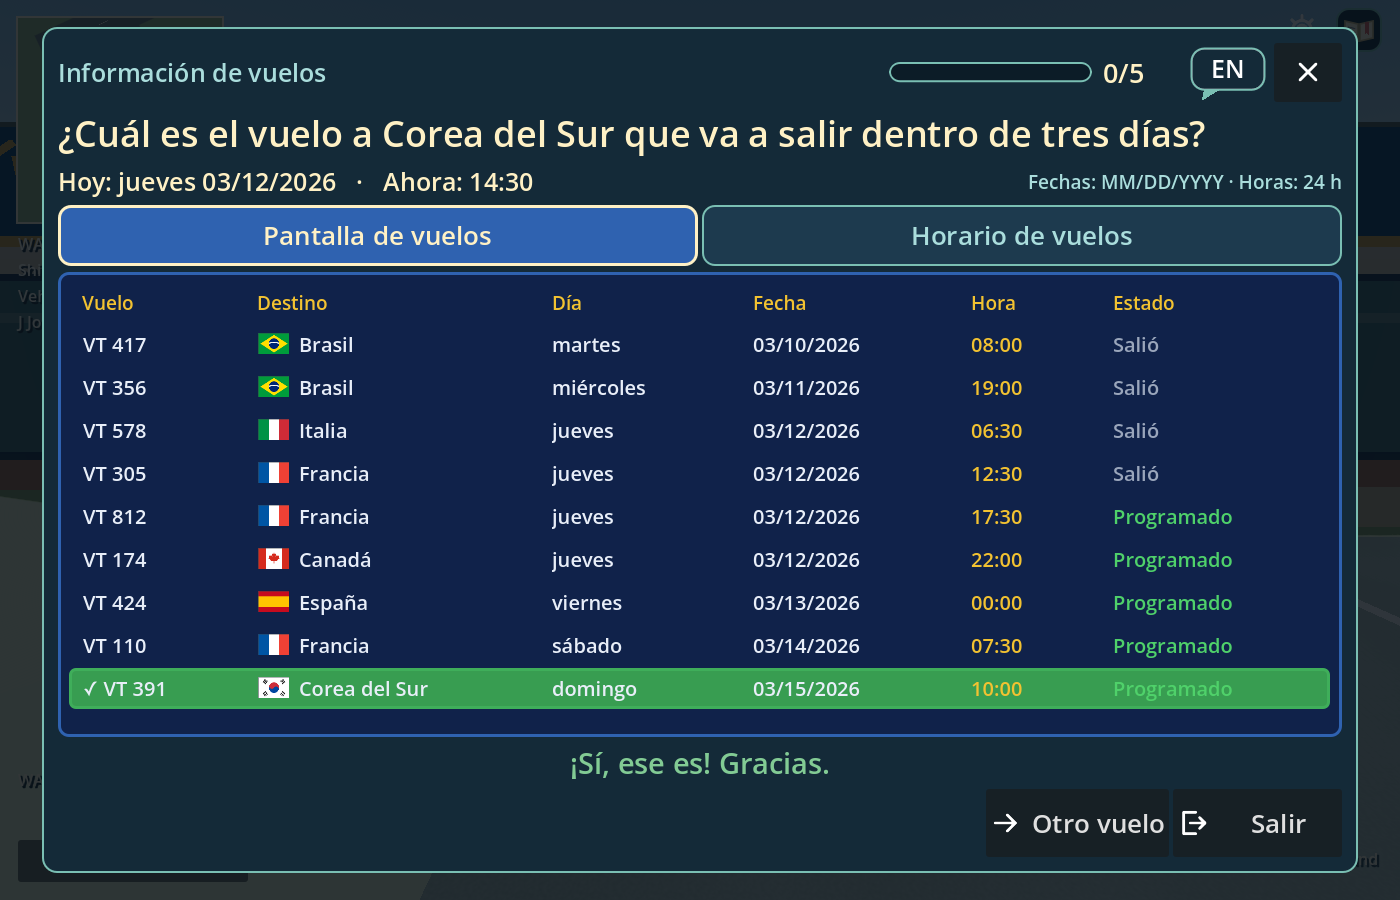 Información de vuelos 0/5 EN
¿Cuál es el vuelo a Corea del Sur que va a salir dentro de tres días?
Hoy: jueves 03/12/2026 · Ahora: 14:30 Fechas: MM/DD/YYYY · Horas: 24 h
Pantalla de vuelos Horario de vuelos
Vuelo Destino Día Fecha Hora Estado
VT 417 Brasil martes 03/10/2026 08:00 Salió
VT 356 Brasil miércoles 03/11/2026 19:00 Salió
VT 578 Italia jueves 03/12/2026 06:30 Salió
VT 305 Francia jueves 03/12/2026 12:30 Salió
VT 812 Francia jueves 03/12/2026 17:30 Programado
VT 174 Canadá jueves 03/12/2026 22:00 Programado
VT 424 España viernes 03/13/2026 00:00 Programado
VT 110 Francia sábado 03/14/2026 07:30 Programado
✓ VT 391 Corea del Sur domingo 03/15/2026 10:00 Programado
¡Sí, ese es! Gracias.
→ Otro vuelo Salir